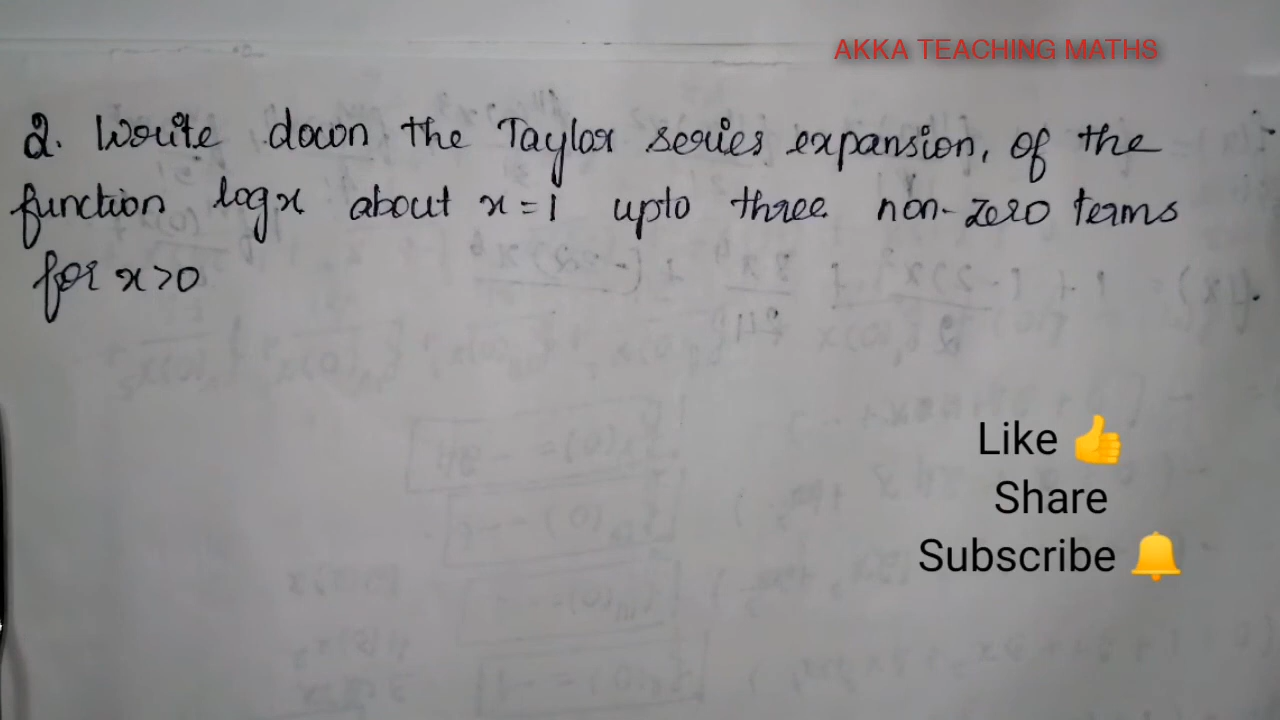 AKKA TEACHING MATHS
2. Write down the Taylor series expansion, of the
function log x about x = 1 upto three non-zero terms
for x > 0
Like 👍
Share
Subscribe 🔔